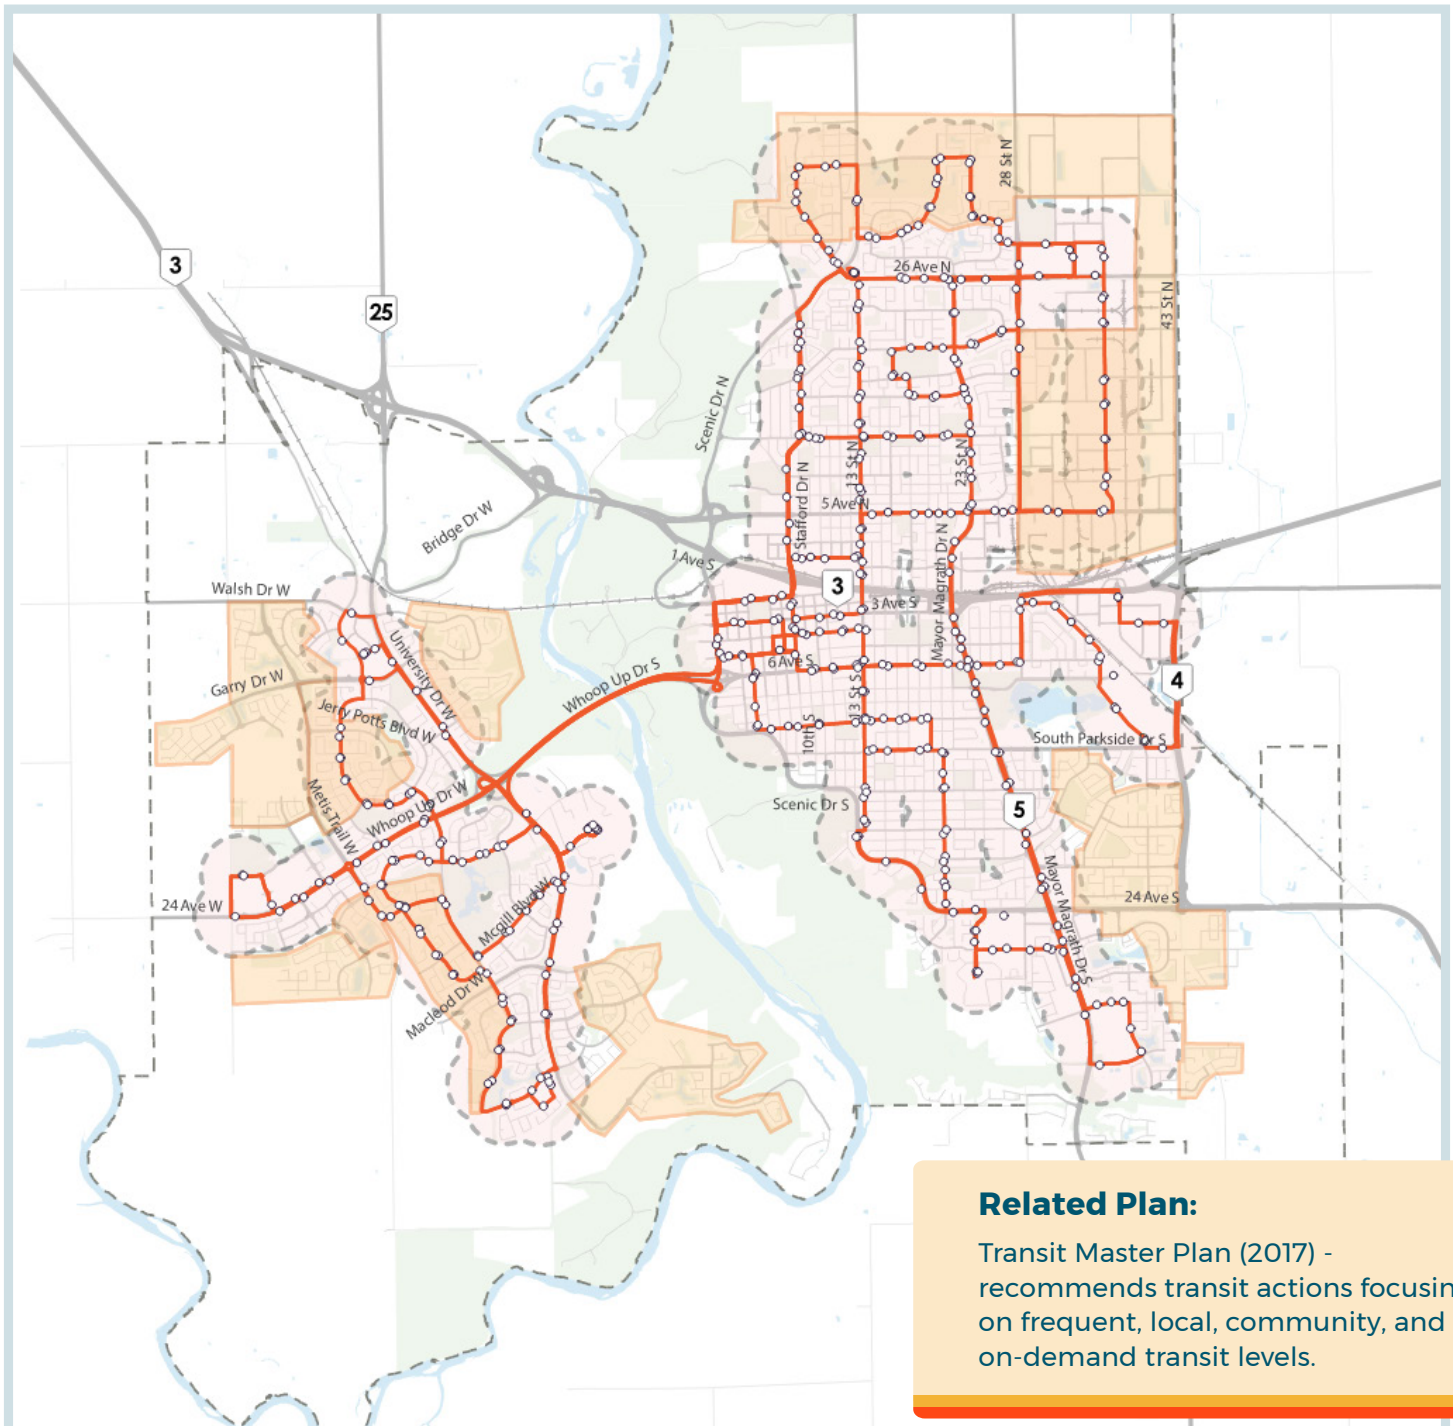 28 St N
3
26 Ave N
43 St N
25
Scenic Dr N
13 St N
23 St N
Stafford Dr N
5 Ave N
Bridge Dr W
1 Ave S
Mayor Magrath Dr N
3
Walsh Dr W
3 Ave S
University Dr W
6 Ave S
Whoop Up Dr S
Garry Dr W
4
13 St S
Jerry Potts Blvd W
10th S
South Parkside Dr S
Metis Trail W
Whoop Up Dr W
Scenic Dr S
5
24 Ave W
Mcgill Blvd W
Mayor Magrath Dr S
24 Ave S
Macleod Dr W
Related Plan:
Transit Master Plan (2017) -
recommends transit actions focusin
on frequent, local, community, and
on-demand transit levels.